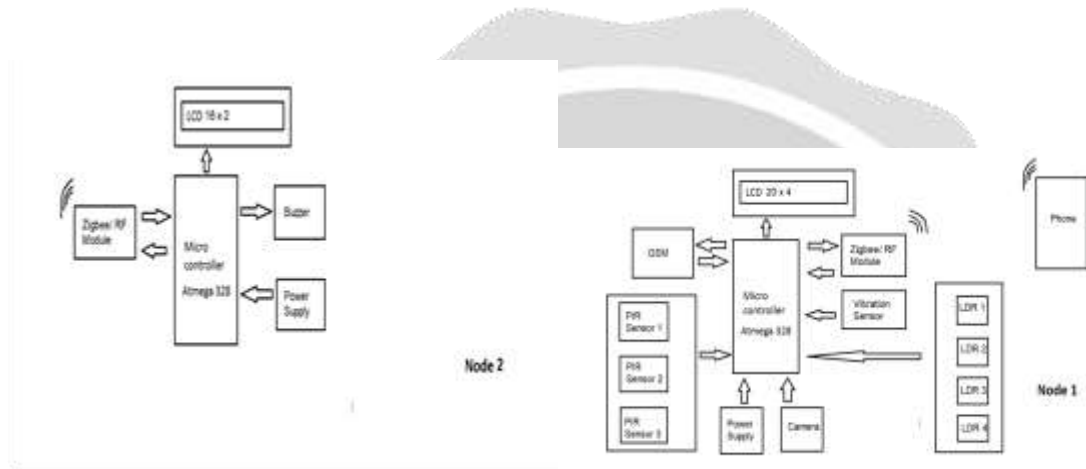 LCD 16 x 2
Zigbee/ RF
Module
Micro
controller
Atmega 328
Buzzer
Power
Supply
Node 2
LCD 20 x 4
GSM
Micro
controller
Atmega 328
Zigbee/ RF
Module
Vibration
Sensor
PIR
Sensor 1
PIR
Sensor 2
PIR
Sensor 3
Power
Supply
Camera
LDR 1
LDR 2
LDR 3
LDR 4
Phone
Node 1